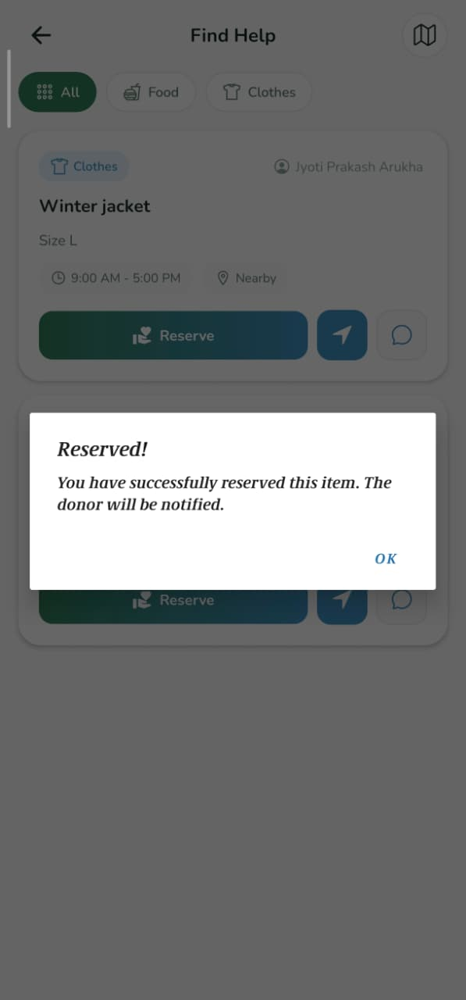 Find Help
All
Food
Clothes
Clothes
Jyoti Prakash Arukha
Winter jacket
Size L
9:00 AM - 5:00 PM
Nearby
Reserve
Reserved!
You have successfully reserved this item. The
donor will be notified.
OK
Reserve